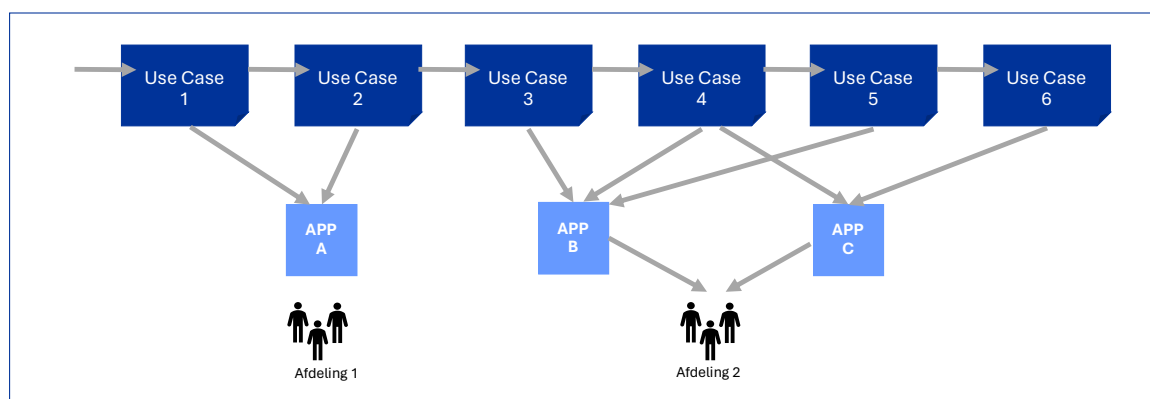 Use Case
1
Use Case
2
Use Case
3
Use Case
4
Use Case
5
Use Case
6
APP
A
APP
B
APP
C
Afdeling 1
Afdeling 2